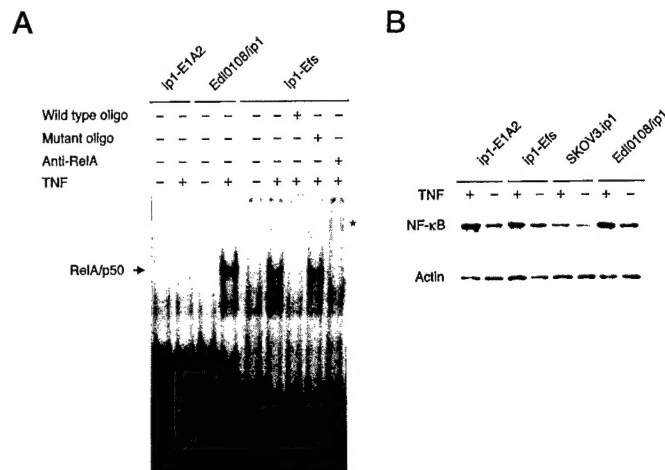 A
ip1-E1A2
Edl0108/ip1
ip1-Efs
Wild type oligo – – – – – – + – –
Mutant oligo – – – – – – – + –
Anti-RelA – – – – – – – – +
TNF – + – + – + + + +
*
RelA/p50
B
ip1-E1A2
ip1-Efs
SKOV3.ip1
Edl0108/ip1
TNF + – + – + – + –
NF-κB
Actin